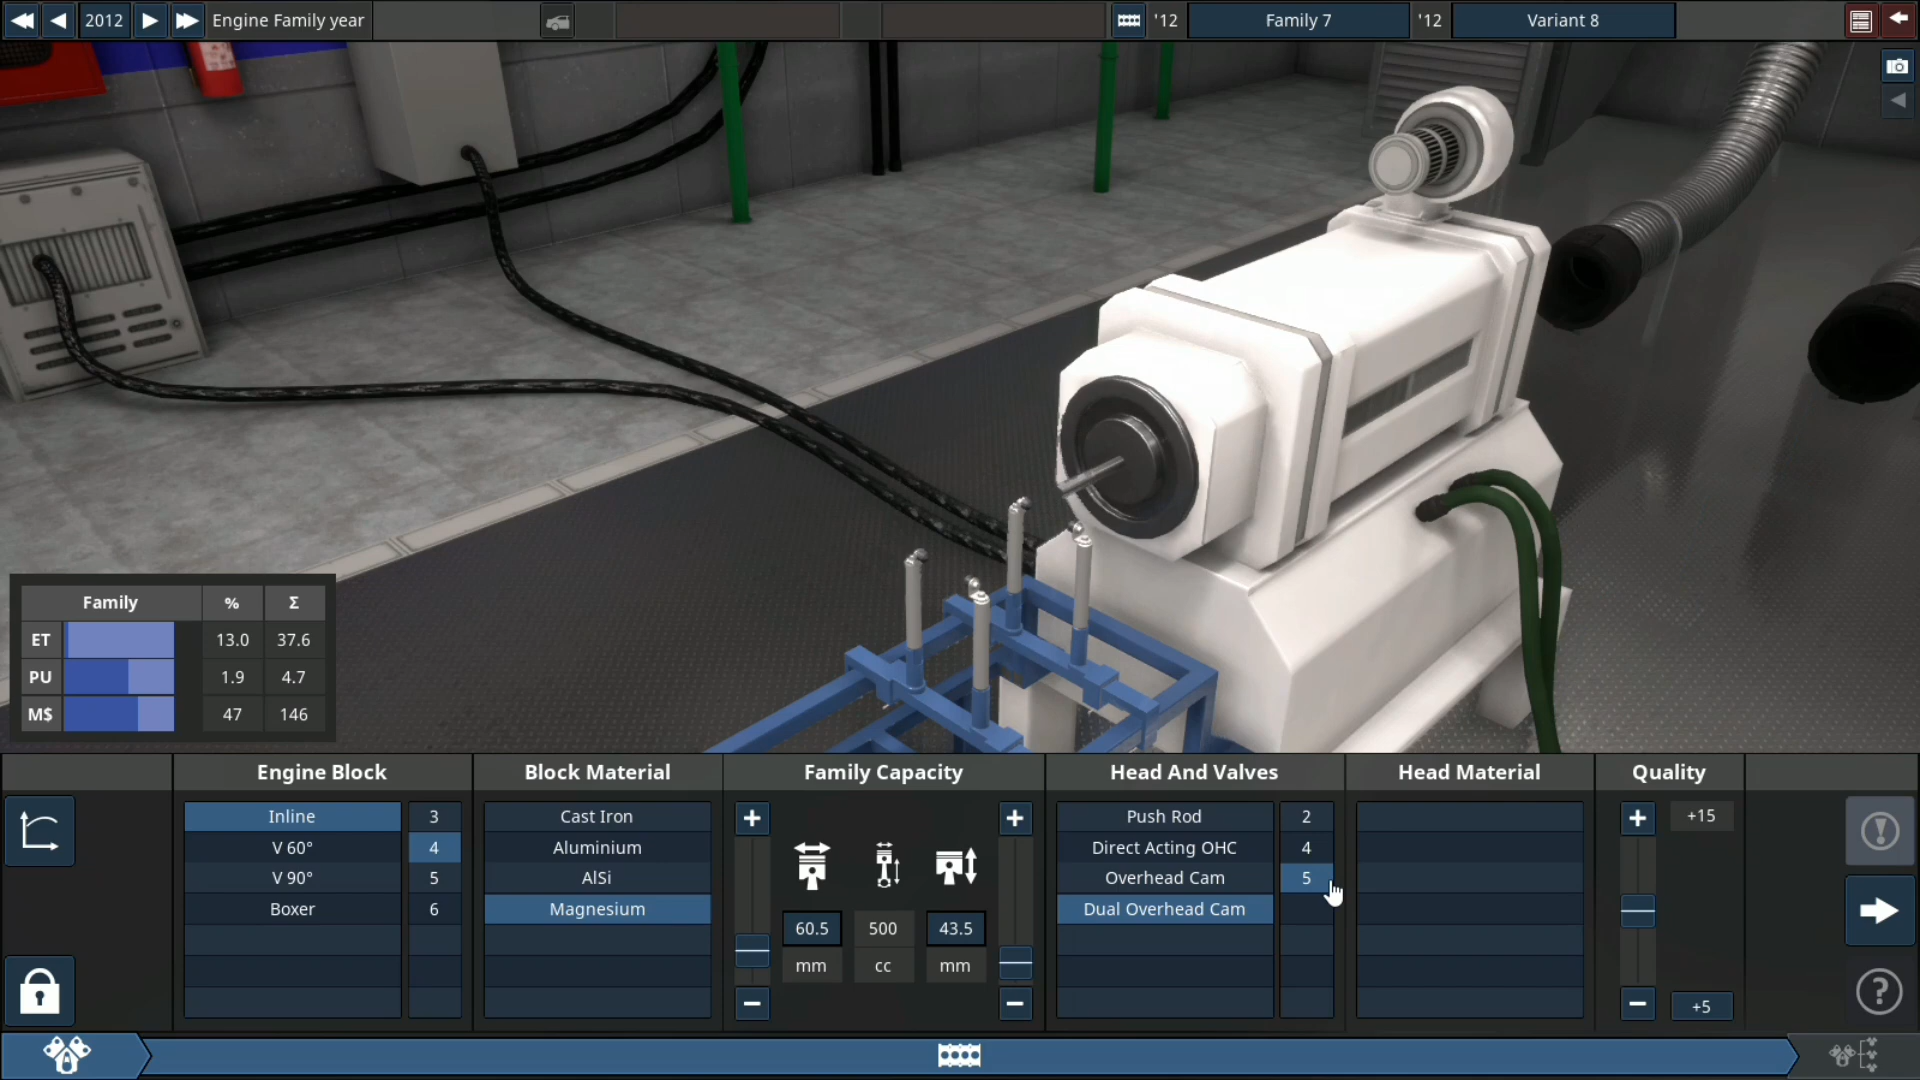 2012 Engine Family year '12 Family 7 '12 Variant 8
Family % Σ
ET 13.0 37.6
PU 1.9 4.7
M$ 47 146
Engine Block Block Material Family Capacity Head And Valves Head Material Quality
Inline 3 Cast Iron + + Push Rod 2 + +15
V 60° 4 Aluminium Direct Acting OHC 4
V 90° 5 AlSi Overhead Cam 5
Boxer 6 Magnesium Dual Overhead Cam
60.5 500 43.5
mm cc mm
− − − +5
?